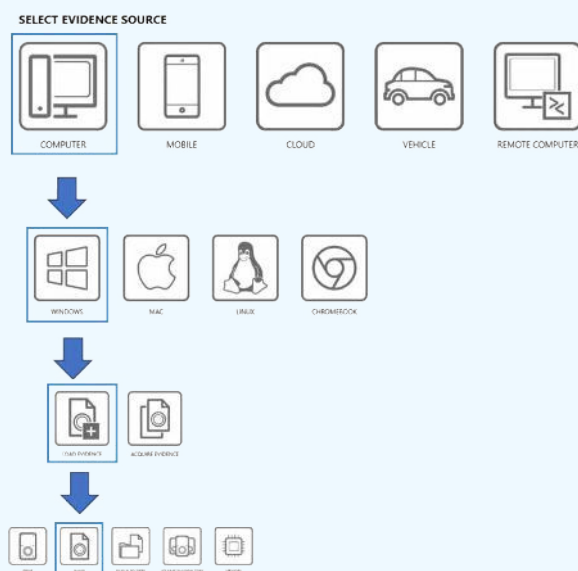 SELECT EVIDENCE SOURCE
COMPUTER MOBILE CLOUD VEHICLE REMOTE COMPUTER
WINDOWS MAC LINUX CHROMEBOOK
LOAD EVIDENCE ACQUIRE EVIDENCE